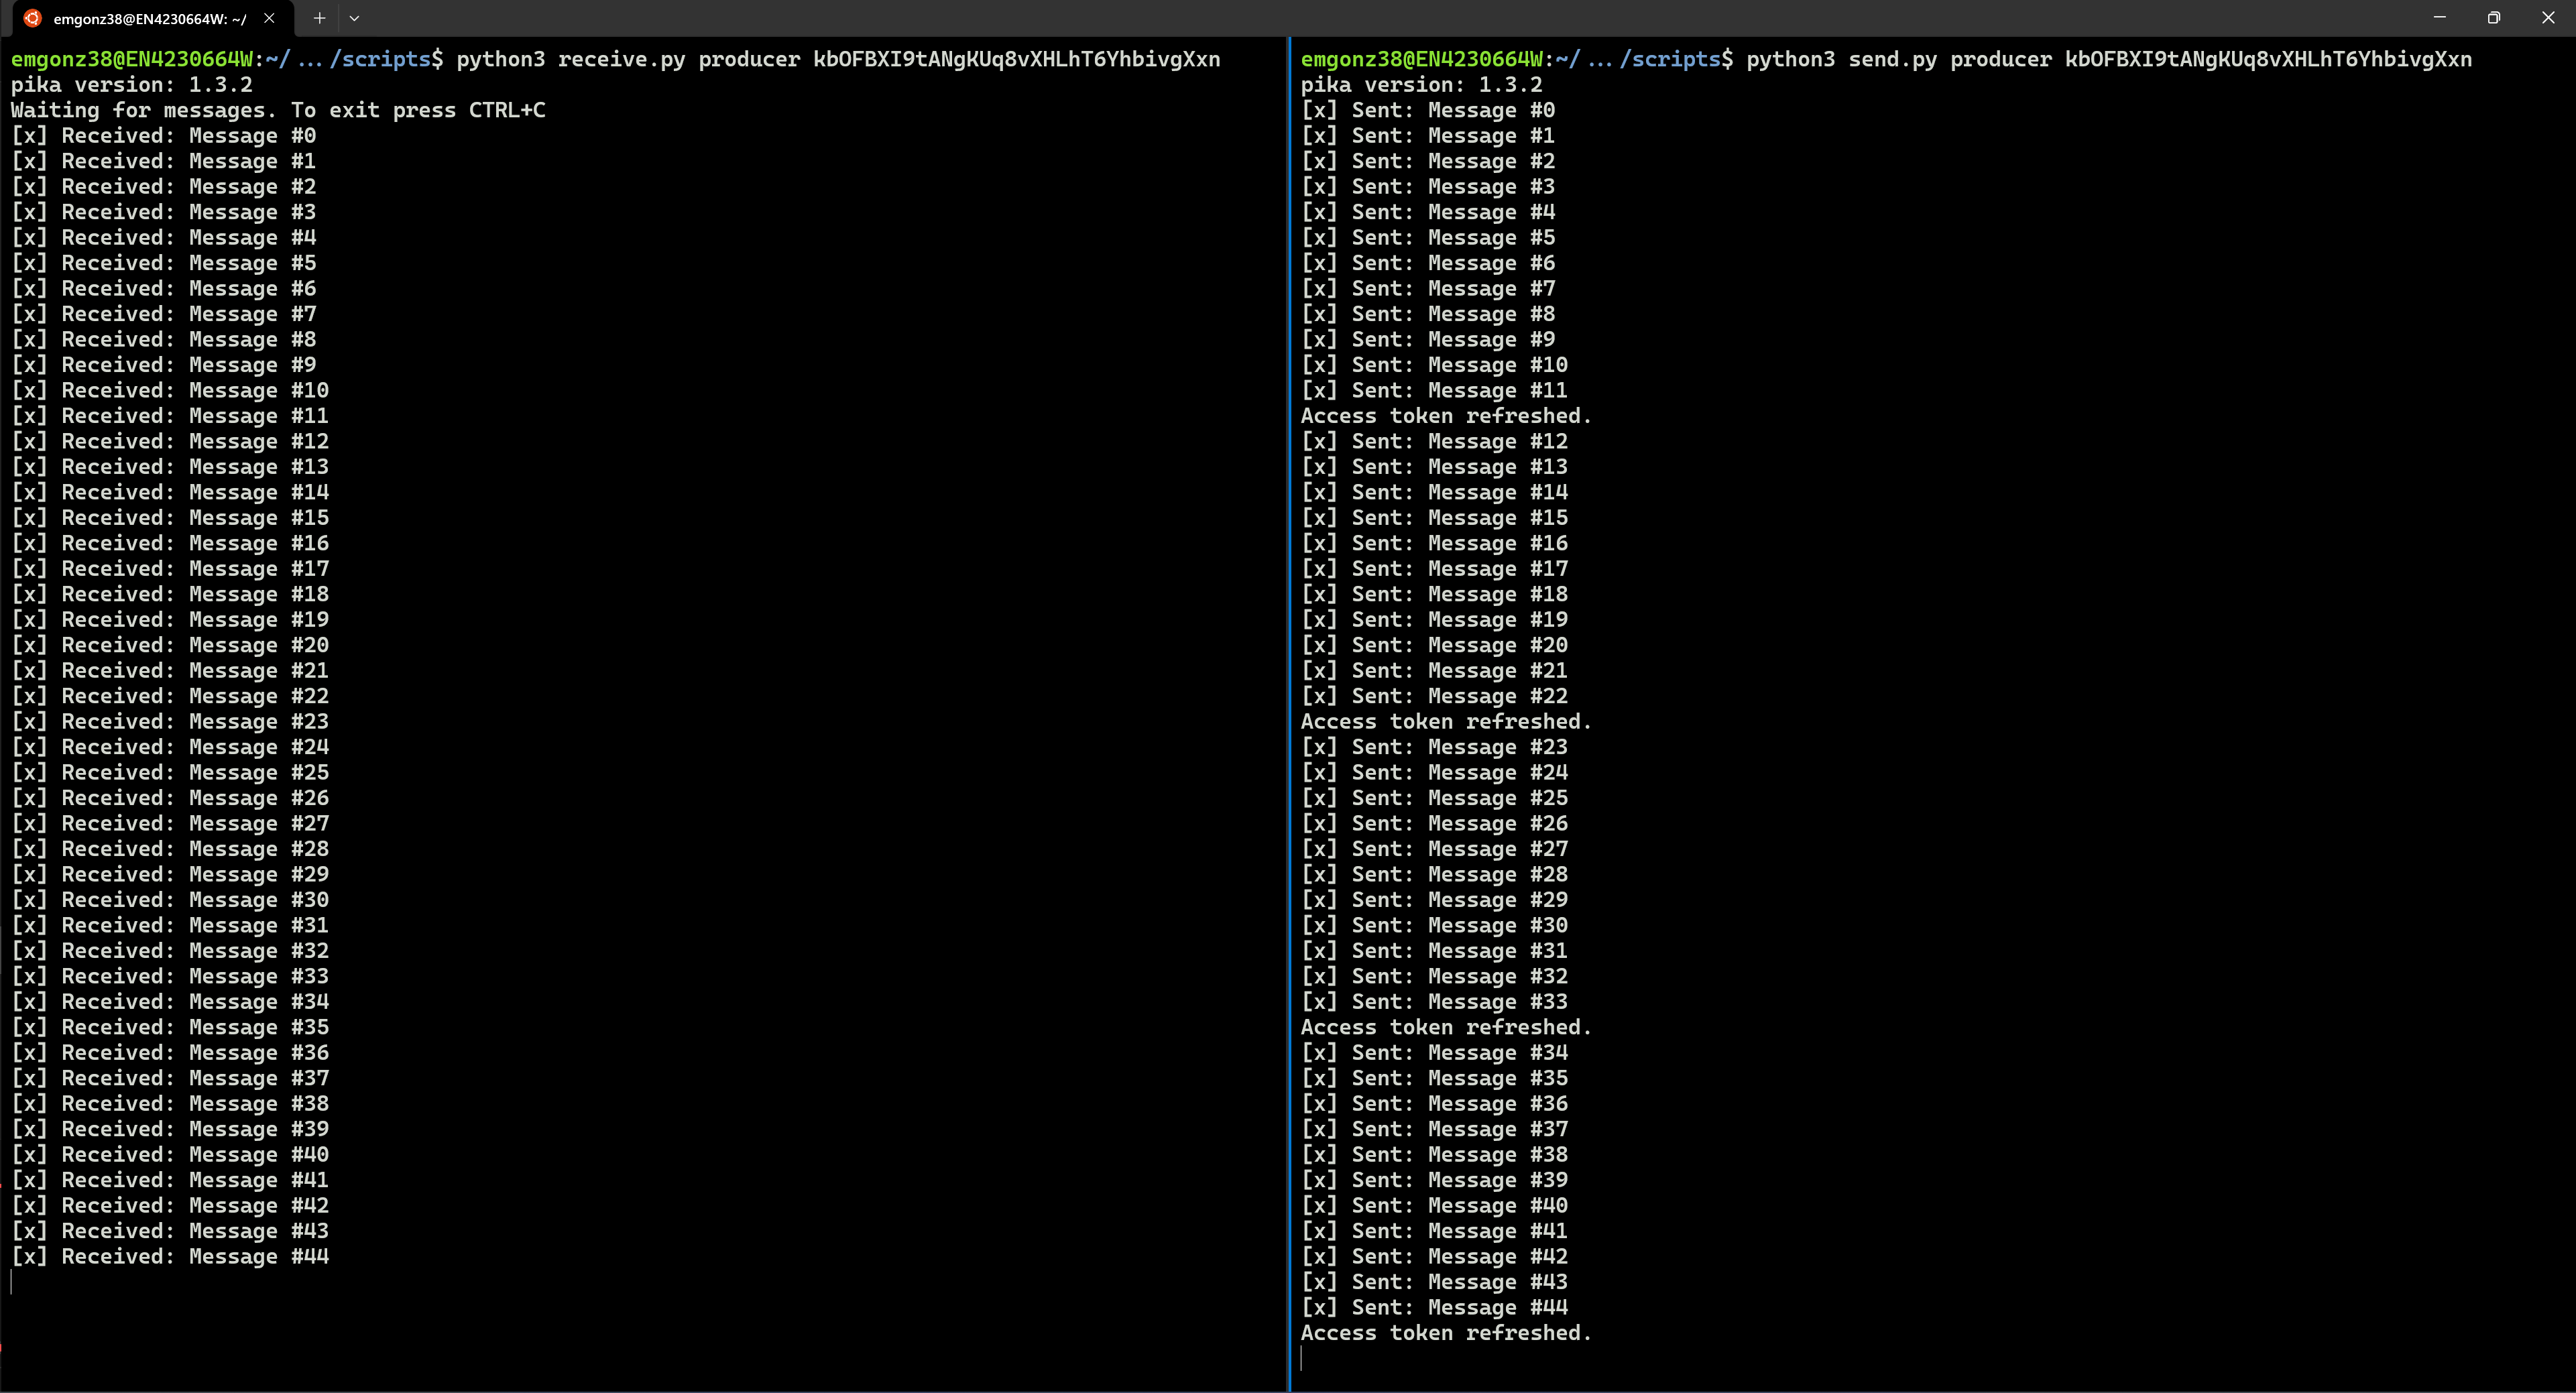 emgonz38@EN4230664W: ~/
emgonz38@EN4230664W:~/ … /scripts$ python3 receive.py producer kbOFBXI9tANgKUq8vXHLhT6YhbivgXxn
pika version: 1.3.2
Waiting for messages. To exit press CTRL+C
[x] Received: Message #0
[x] Received: Message #1
[x] Received: Message #2
[x] Received: Message #3
[x] Received: Message #4
[x] Received: Message #5
[x] Received: Message #6
[x] Received: Message #7
[x] Received: Message #8
[x] Received: Message #9
[x] Received: Message #10
[x] Received: Message #11
[x] Received: Message #12
[x] Received: Message #13
[x] Received: Message #14
[x] Received: Message #15
[x] Received: Message #16
[x] Received: Message #17
[x] Received: Message #18
[x] Received: Message #19
[x] Received: Message #20
[x] Received: Message #21
[x] Received: Message #22
[x] Received: Message #23
[x] Received: Message #24
[x] Received: Message #25
[x] Received: Message #26
[x] Received: Message #27
[x] Received: Message #28
[x] Received: Message #29
[x] Received: Message #30
[x] Received: Message #31
[x] Received: Message #32
[x] Received: Message #33
[x] Received: Message #34
[x] Received: Message #35
[x] Received: Message #36
[x] Received: Message #37
[x] Received: Message #38
[x] Received: Message #39
[x] Received: Message #40
[x] Received: Message #41
[x] Received: Message #42
[x] Received: Message #43
[x] Received: Message #44
emgonz38@EN4230664W:~/ … /scripts$ python3 send.py producer kbOFBXI9tANgKUq8vXHLhT6YhbivgXxn
pika version: 1.3.2
[x] Sent: Message #0
[x] Sent: Message #1
[x] Sent: Message #2
[x] Sent: Message #3
[x] Sent: Message #4
[x] Sent: Message #5
[x] Sent: Message #6
[x] Sent: Message #7
[x] Sent: Message #8
[x] Sent: Message #9
[x] Sent: Message #10
[x] Sent: Message #11
Access token refreshed.
[x] Sent: Message #12
[x] Sent: Message #13
[x] Sent: Message #14
[x] Sent: Message #15
[x] Sent: Message #16
[x] Sent: Message #17
[x] Sent: Message #18
[x] Sent: Message #19
[x] Sent: Message #20
[x] Sent: Message #21
[x] Sent: Message #22
Access token refreshed.
[x] Sent: Message #23
[x] Sent: Message #24
[x] Sent: Message #25
[x] Sent: Message #26
[x] Sent: Message #27
[x] Sent: Message #28
[x] Sent: Message #29
[x] Sent: Message #30
[x] Sent: Message #31
[x] Sent: Message #32
[x] Sent: Message #33
Access token refreshed.
[x] Sent: Message #34
[x] Sent: Message #35
[x] Sent: Message #36
[x] Sent: Message #37
[x] Sent: Message #38
[x] Sent: Message #39
[x] Sent: Message #40
[x] Sent: Message #41
[x] Sent: Message #42
[x] Sent: Message #43
[x] Sent: Message #44
Access token refreshed.